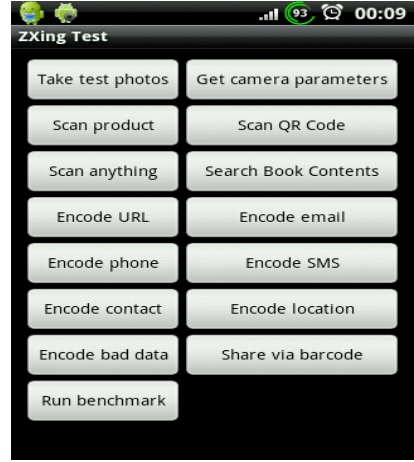 93 00:09
ZXing Test
Take test photos Get camera parameters
Scan product Scan QR Code
Scan anything Search Book Contents
Encode URL Encode email
Encode phone Encode SMS
Encode contact Encode location
Encode bad data Share via barcode
Run benchmark